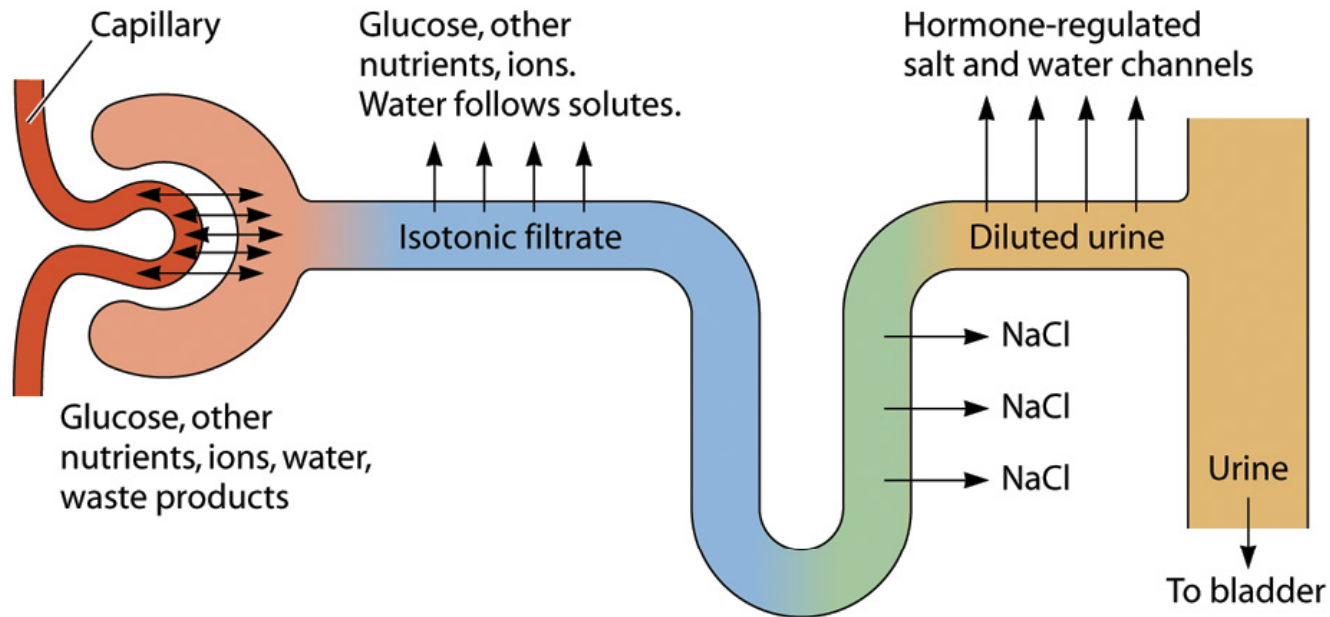 Capillary
Glucose, other
nutrients, ions.
Water follows solutes.
Hormone-regulated
salt and water channels
Isotonic filtrate
Diluted urine
NaCl
NaCl
NaCl
Glucose, other
nutrients, ions, water,
waste products
Urine
To bladder